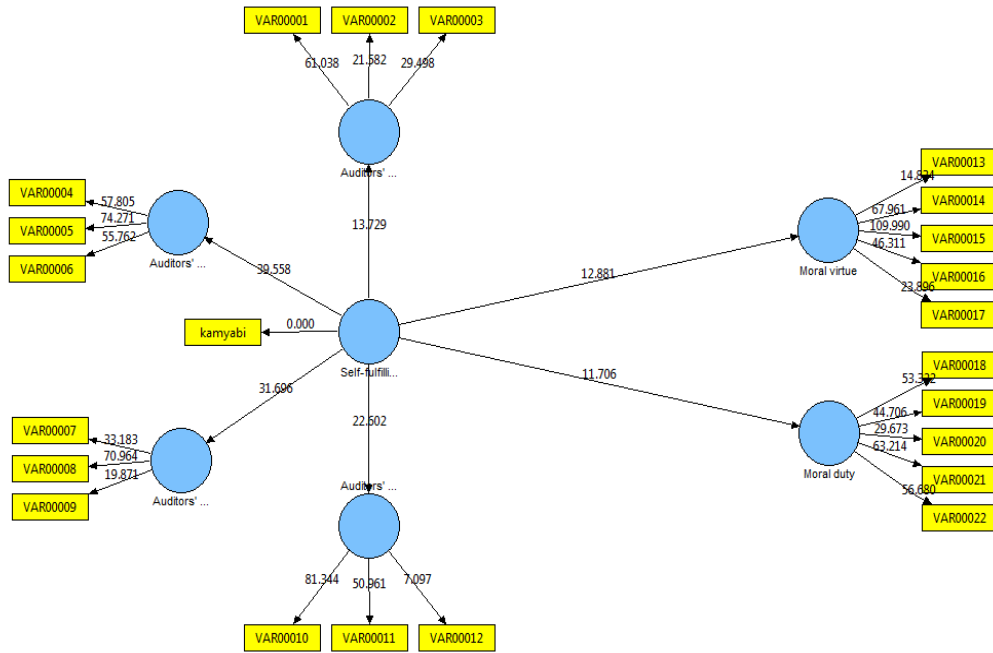 VAR00001
VAR00002
VAR00003
61.038
21.582
29.498
Auditors' ...
13.729
VAR00004
VAR00005
VAR00006
57.805
74.271
55.762
Auditors' ...
39.558
kamyabi
0.000
Self-fulfilli...
12.881
11.706
31.696
22.602
VAR00013
VAR00014
VAR00015
VAR00016
VAR00017
67.961
109.990
46.311
23.896
Moral virtue
VAR00018
VAR00019
VAR00020
VAR00021
VAR00022
44.706
29.673
63.214
56.680
Moral duty
VAR00007
VAR00008
VAR00009
33.183
70.964
19.871
Auditors' ...
Auditors' ...
81.344
50.961
7.097
VAR00010
VAR00011
VAR00012